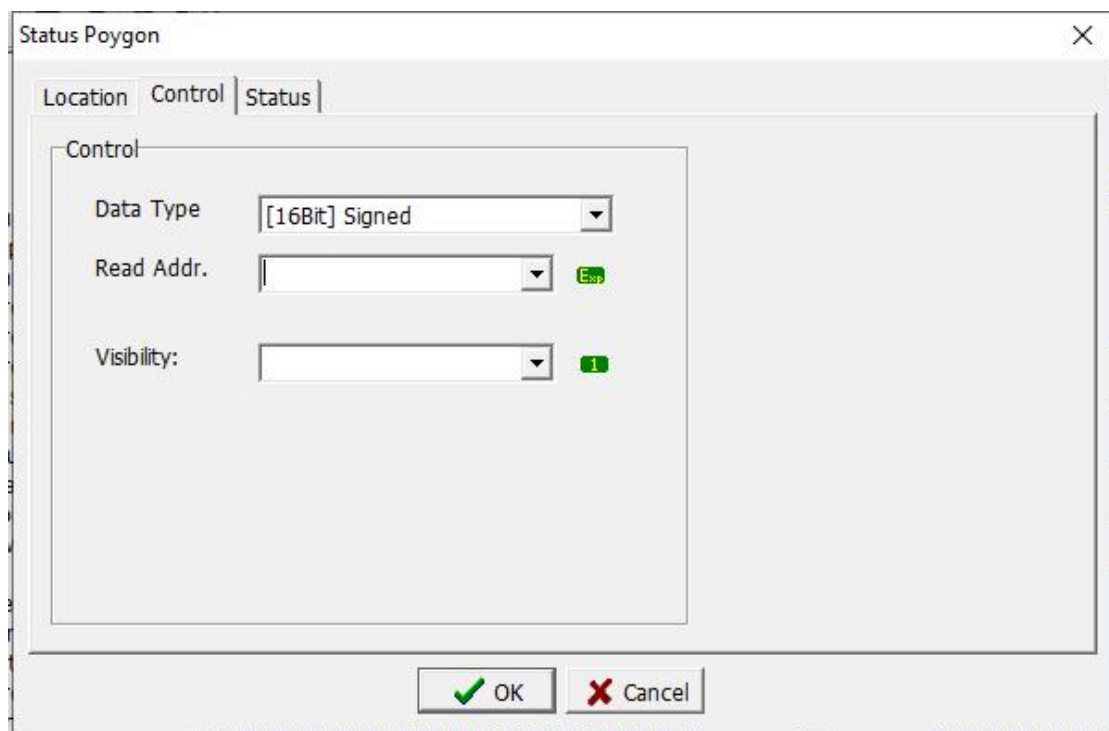 Status Poygon
Location Control Status
Control
Data Type [16Bit] Signed
Read Addr. Exp
Visibility: 1
OK Cancel